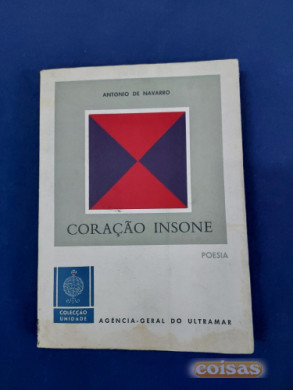 ANTONIO DE NAVARRO
CORAÇÃO INSONE
POESIA
COLECÇÃO
UNIDADE
AGÊNCIA-GERAL DO ULTRAMAR
coisas